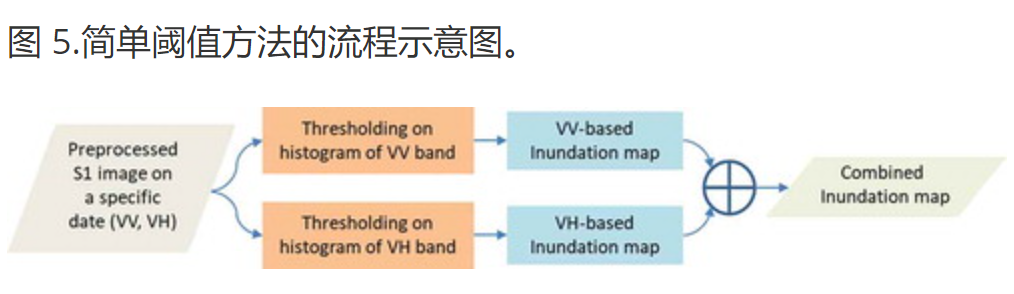 图 5.简单阈值方法的流程示意图。
Preprocessed
S1 image on
a specific
date (VV, VH)
Thresholding on
histogram of VV band
VV-based
Inundation map
Thresholding on
histogram of VH band
VH-based
Inundation map
Combined
Inundation map